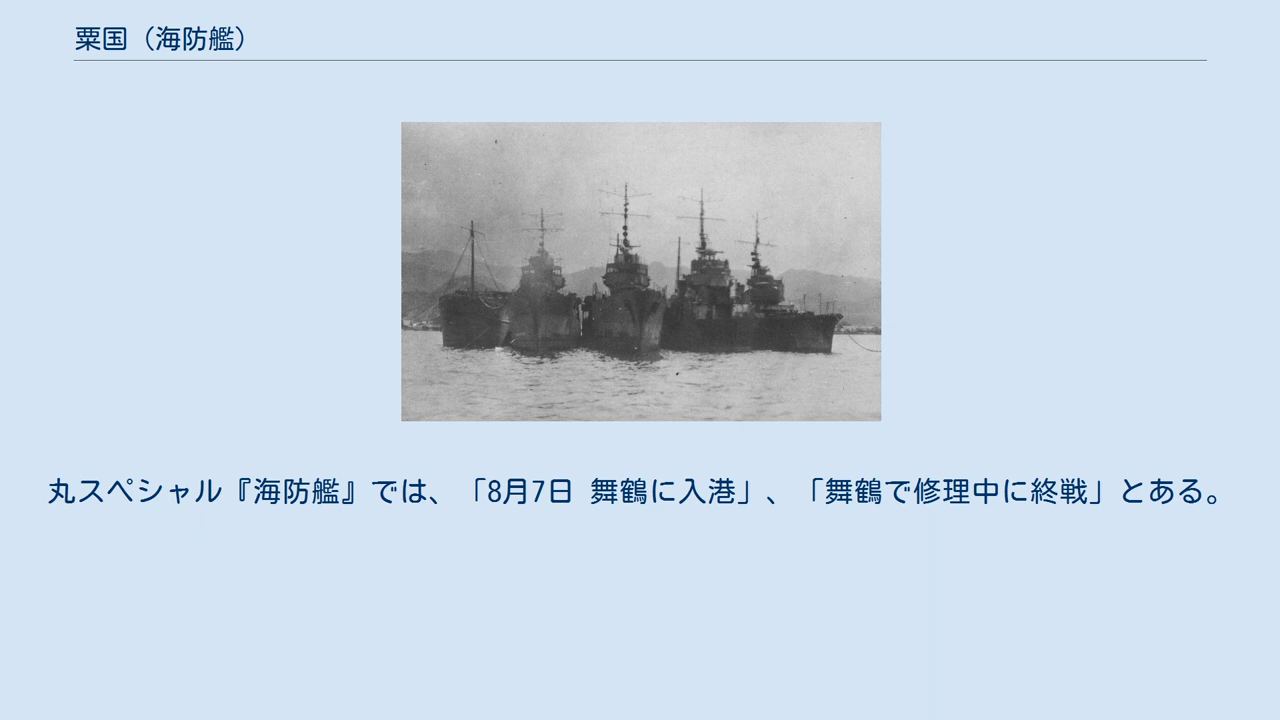 粟国（海防艦）
丸スペシャル『海防艦』では、「8月7日 舞鶴に入港」、「舞鶴で修理中に終戦」とある。